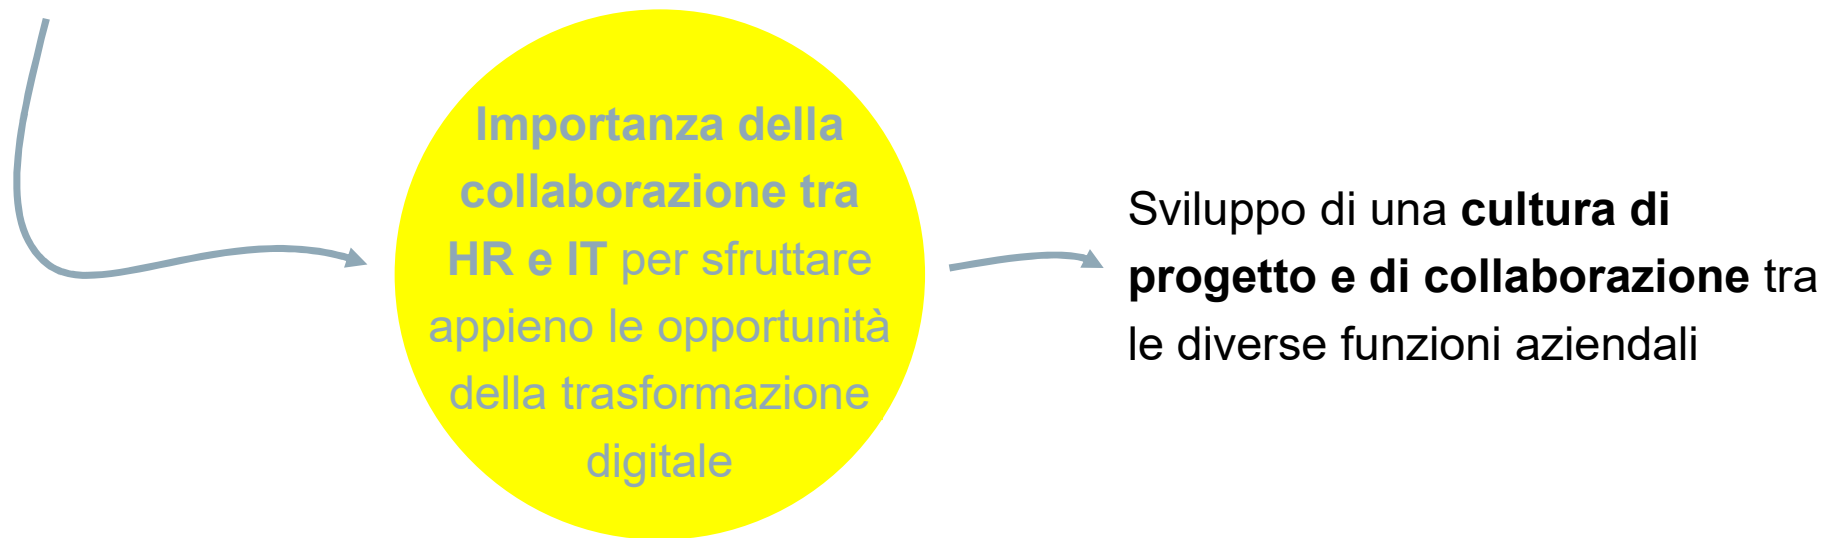 Importanza della
collaborazione tra
HR e IT per sfruttare
appieno le opportunità
della trasformazione
digitale
Sviluppo di una cultura di
progetto e di collaborazione tra
le diverse funzioni aziendali